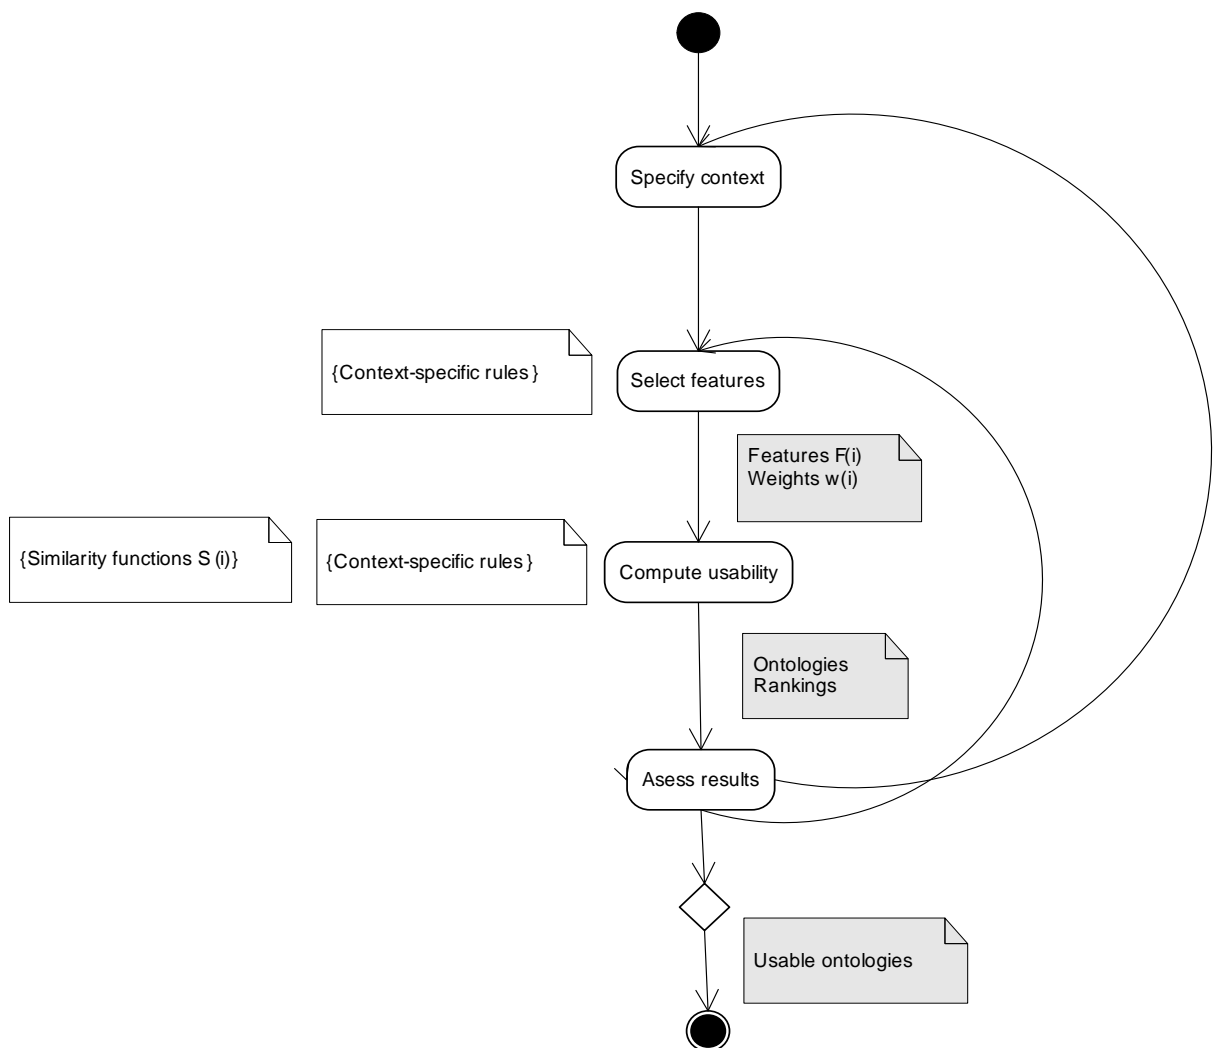 Specify context
{Context-specific rules}
Select features
Features F(i)
Weights w(i)
{Similarity functions S(i)}
{Context-specific rules}
Compute usability
Ontologies
Rankings
Asess results
Usable ontologies